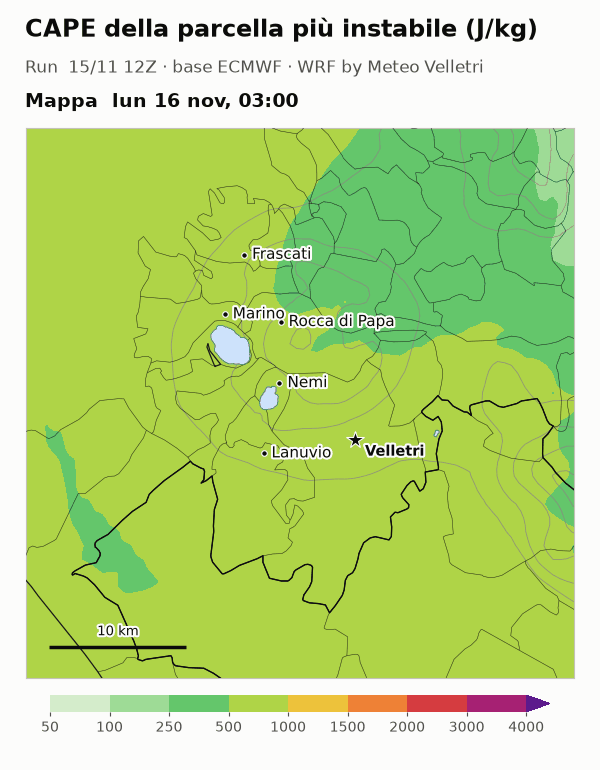 CAPE della parcella più instabile (J/kg)
Run  15/11 12Z · base ECMWF · WRF by Meteo Velletri
Mappa  lun 16 nov, 03:00
Frascati
Marino
Rocca di Papa
Nemi
Velletri
Lanuvio
10 km
50 100 250 500 1000 1500 2000 3000 4000